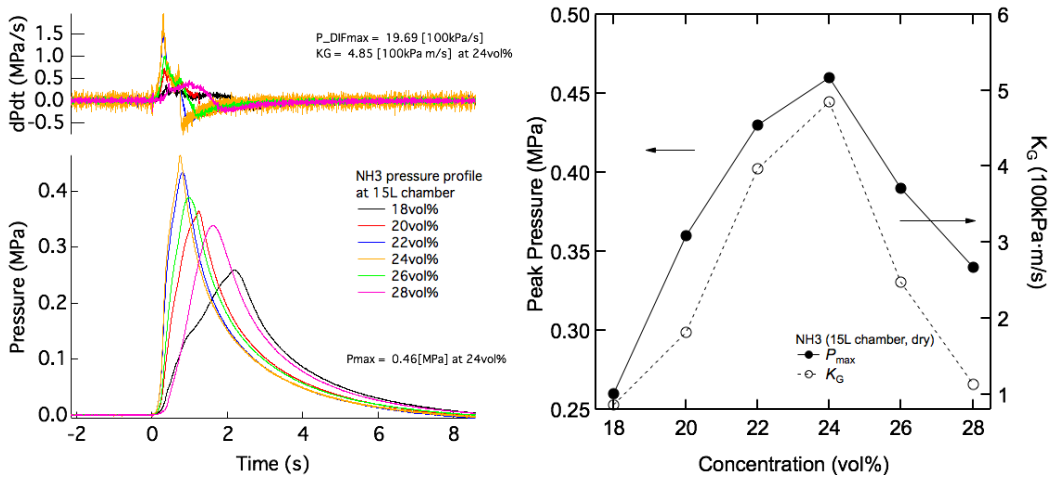 dPdt (MPa/s)
1.5
1.0
0.5
0.0
-0.5
P_DIFmax = 19.69 [100kPa/s]
KG = 4.85 [100kPa m/s] at 24vol%
Pressure (MPa)
0.4
0.3
0.2
0.1
0.0
NH3 pressure profile
at 15L chamber
18vol%
20vol%
22vol%
24vol%
26vol%
28vol%
Pmax = 0.46[MPa] at 24vol%
-2 0 2 4 6 8
Time (s)
Peak Pressure (MPa)
0.50
0.45
0.40
0.35
0.30
0.25
NH3 (15L chamber, dry)
Pmax
KG
18 20 22 24 26 28
Concentration (vol%)
6
5
4
3
2
1
KG (100kPa·m/s)